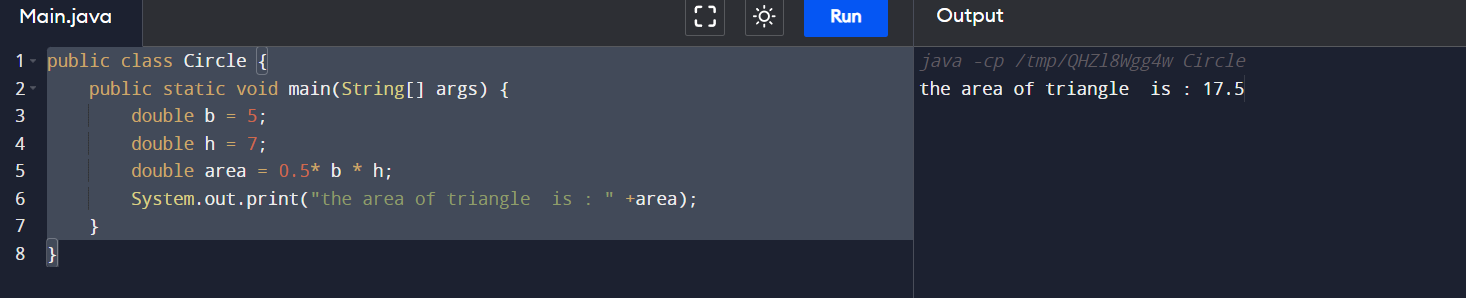 Main.java
Run
Output
1 public class Circle {
2 public static void main(String[] args) {
3 double b = 5;
4 double h = 7;
5 double area = 0.5* b * h;
6 System.out.print("the area of triangle  is : " +area);
7 }
8 }
java -cp /tmp/QHZl8Wgg4w Circle
the area of triangle  is : 17.5